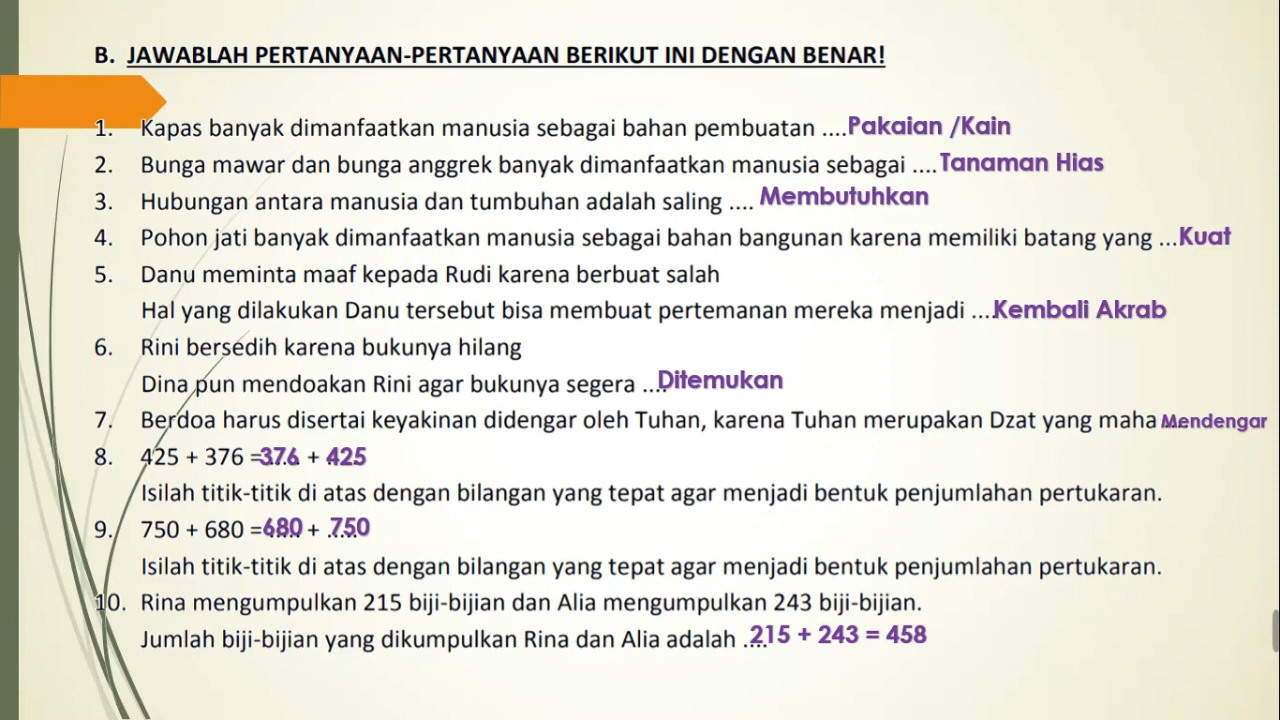 B. JAWABLAH PERTANYAAN-PERTANYAAN BERIKUT INI DENGAN BENAR!
1. Kapas banyak dimanfaatkan manusia sebagai bahan pembuatan ....Pakaian /Kain
2. Bunga mawar dan bunga anggrek banyak dimanfaatkan manusia sebagai ....Tanaman Hias
3. Hubungan antara manusia dan tumbuhan adalah saling .... Membutuhkan
4. Pohon jati banyak dimanfaatkan manusia sebagai bahan bangunan karena memiliki batang yang ...Kuat
5. Danu meminta maaf kepada Rudi karena berbuat salah
Hal yang dilakukan Danu tersebut bisa membuat pertemanan mereka menjadi ....Kembali Akrab
6. Rini bersedih karena bukunya hilang
Dina pun mendoakan Rini agar bukunya segera ....Ditemukan
7. Berdoa harus disertai keyakinan didengar oleh Tuhan, karena Tuhan merupakan Dzat yang maha ....Mendengar
8. 425 + 376 =376 + 425
Isilah titik-titik di atas dengan bilangan yang tepat agar menjadi bentuk penjumlahan pertukaran.
9. 750 + 680 =680 + 750
Isilah titik-titik di atas dengan bilangan yang tepat agar menjadi bentuk penjumlahan pertukaran.
10. Rina mengumpulkan 215 biji-bijian dan Alia mengumpulkan 243 biji-bijian.
Jumlah biji-bijian yang dikumpulkan Rina dan Alia adalah ....215 + 243 = 458